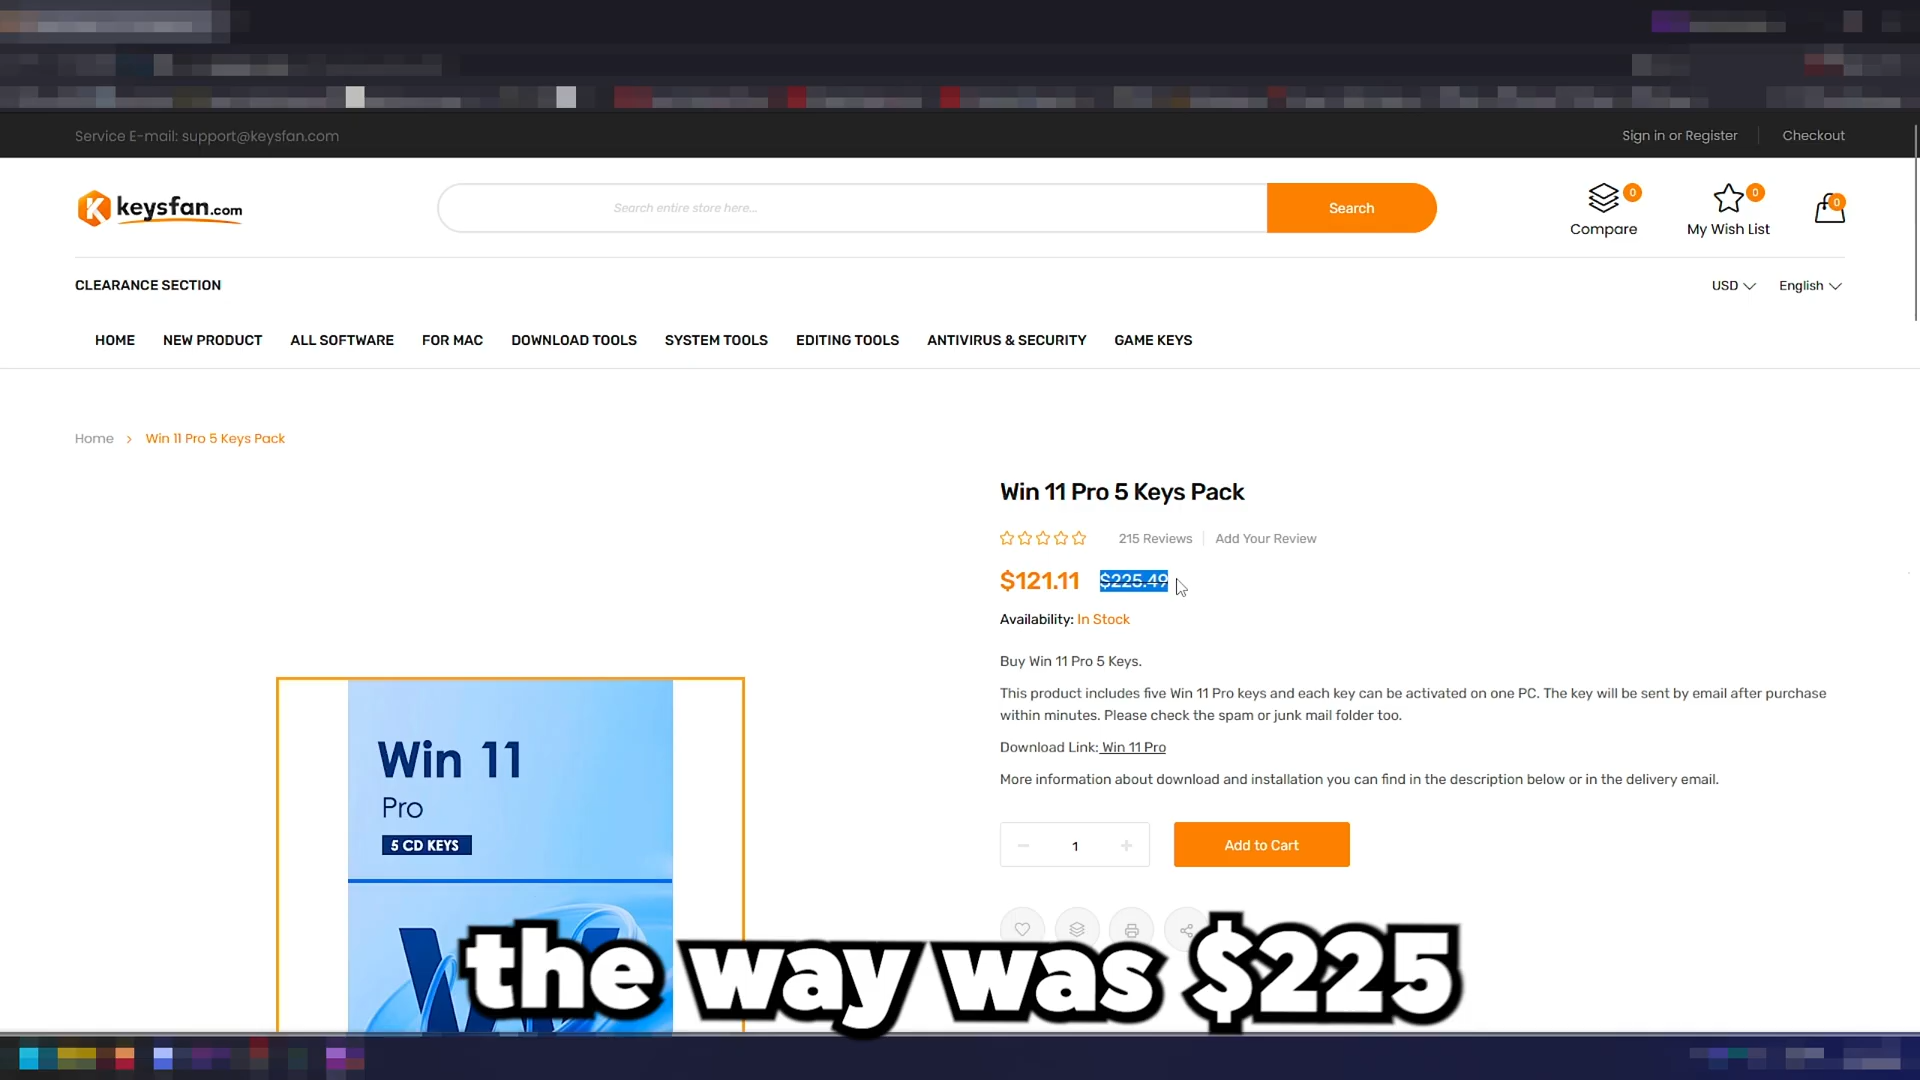 Service E-mail: support@keysfan.com
Sign in or Register
Checkout
K keysfan.com
Search entire store here...
Search
0
Compare
0
My Wish List
0
CLEARANCE SECTION
USD
English
HOME NEW PRODUCT ALL SOFTWARE FOR MAC DOWNLOAD TOOLS SYSTEM TOOLS EDITING TOOLS ANTIVIRUS & SECURITY GAME KEYS
Home > Win 11 Pro 5 Keys Pack
Win 11 Pro 5 Keys Pack
215 Reviews Add Your Review
$121.11 $225.49
Availability: In Stock
Buy Win 11 Pro 5 Keys.
This product includes five Win 11 Pro keys and each key can be activated on one PC. The key will be sent by email after purchase
within minutes. Please check the spam or junk mail folder too.
Download Link: Win 11 Pro
More information about download and installation you can find in the description below or in the delivery email.
− 1 +
Add to Cart
Win 11
Pro
5 CD KEYS
the way was $225